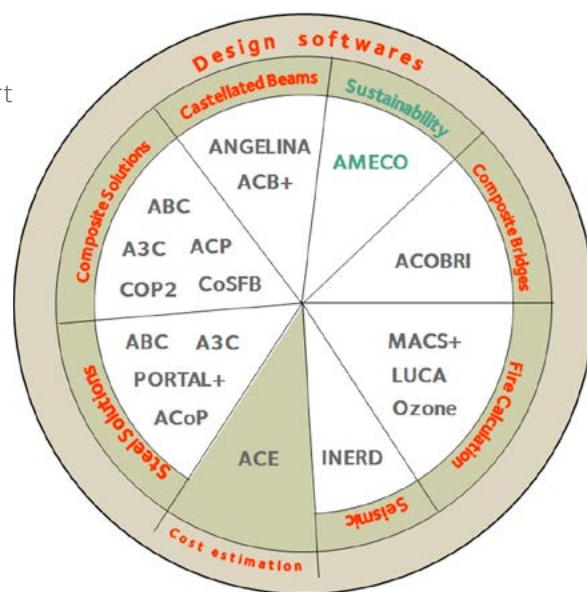 rt
Design softwares
Castellated Beams
ANGELINA
ACB+
Sustainability
AMECO
Composite Bridges
ACOBRI
Fire Calculation
MACS+
LUCA
Ozone
Seismic
INERD
Cost estimation
ACE
Steel Solutions
ABC A3C
PORTAL+
ACoP
Composite Solutions
ABC
A3C ACP
COP2 CoSFB